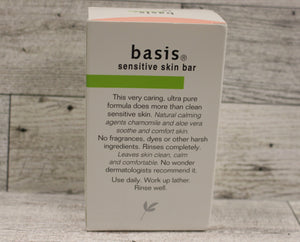 basis
basis®
sensitive skin bar
This very caring, ultra pure
formula does more than clean
sensitive skin. Natural calming
agents chamomile and aloe vera
soothe and comfort skin.
No fragrances, dyes or other harsh
ingredients. Rinses completely.
Leaves skin clean, calm
and comfortable. No wonder
dermatologists recommend it.
Use daily. Work up lather.
Rinse well.